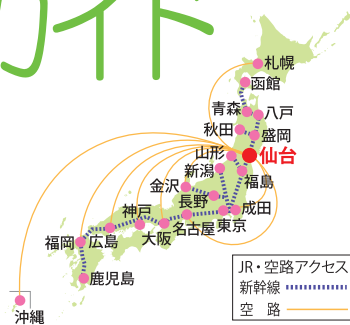 ガイド
札幌
函館
青森
八戸
秋田
盛岡
山形
仙台
新潟
福島
金沢
長野
成田
神戸
東京
名古屋
福岡
広島
大阪
鹿児島
沖縄
JR・空路アクセス
新幹線
空 路